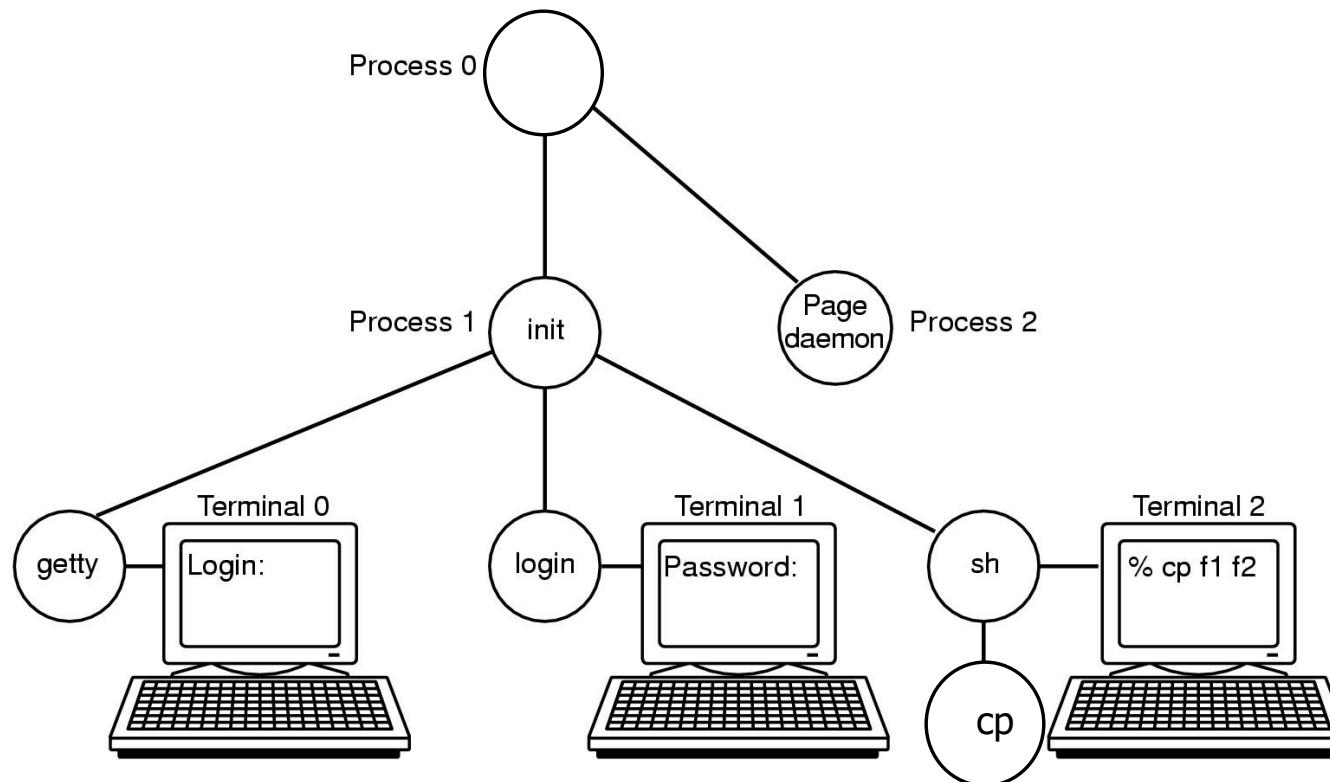 Process 0
Process 1
init
Page
daemon
Process 2
Terminal 0
Terminal 1
Terminal 2
getty
Login:
login
Password:
sh
% cp f1 f2
cp